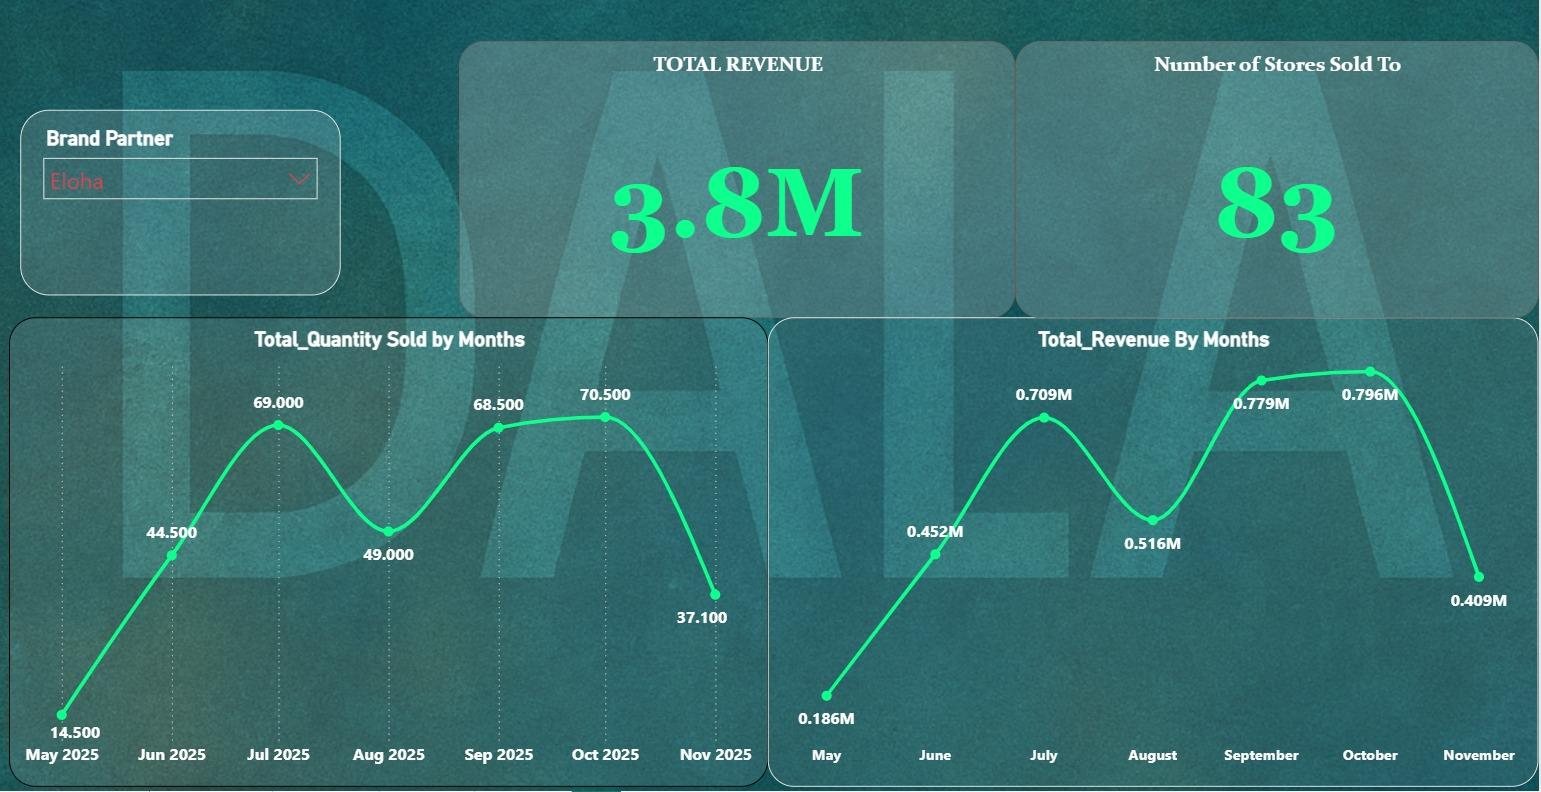 DALA
TOTAL REVENUE
Number of Stores Sold To
Brand Partner
Eloha
3.8M
83
Total_Quantity Sold by Months
69.000
68.500
70.500
44.500
49.000
37.100
14.500
May 2025 Jun 2025 Jul 2025 Aug 2025 Sep 2025 Oct 2025 Nov 2025
Total_Revenue By Months
0.709M
0.779M
0.796M
0.452M
0.516M
0.409M
0.186M
May June July August September October November